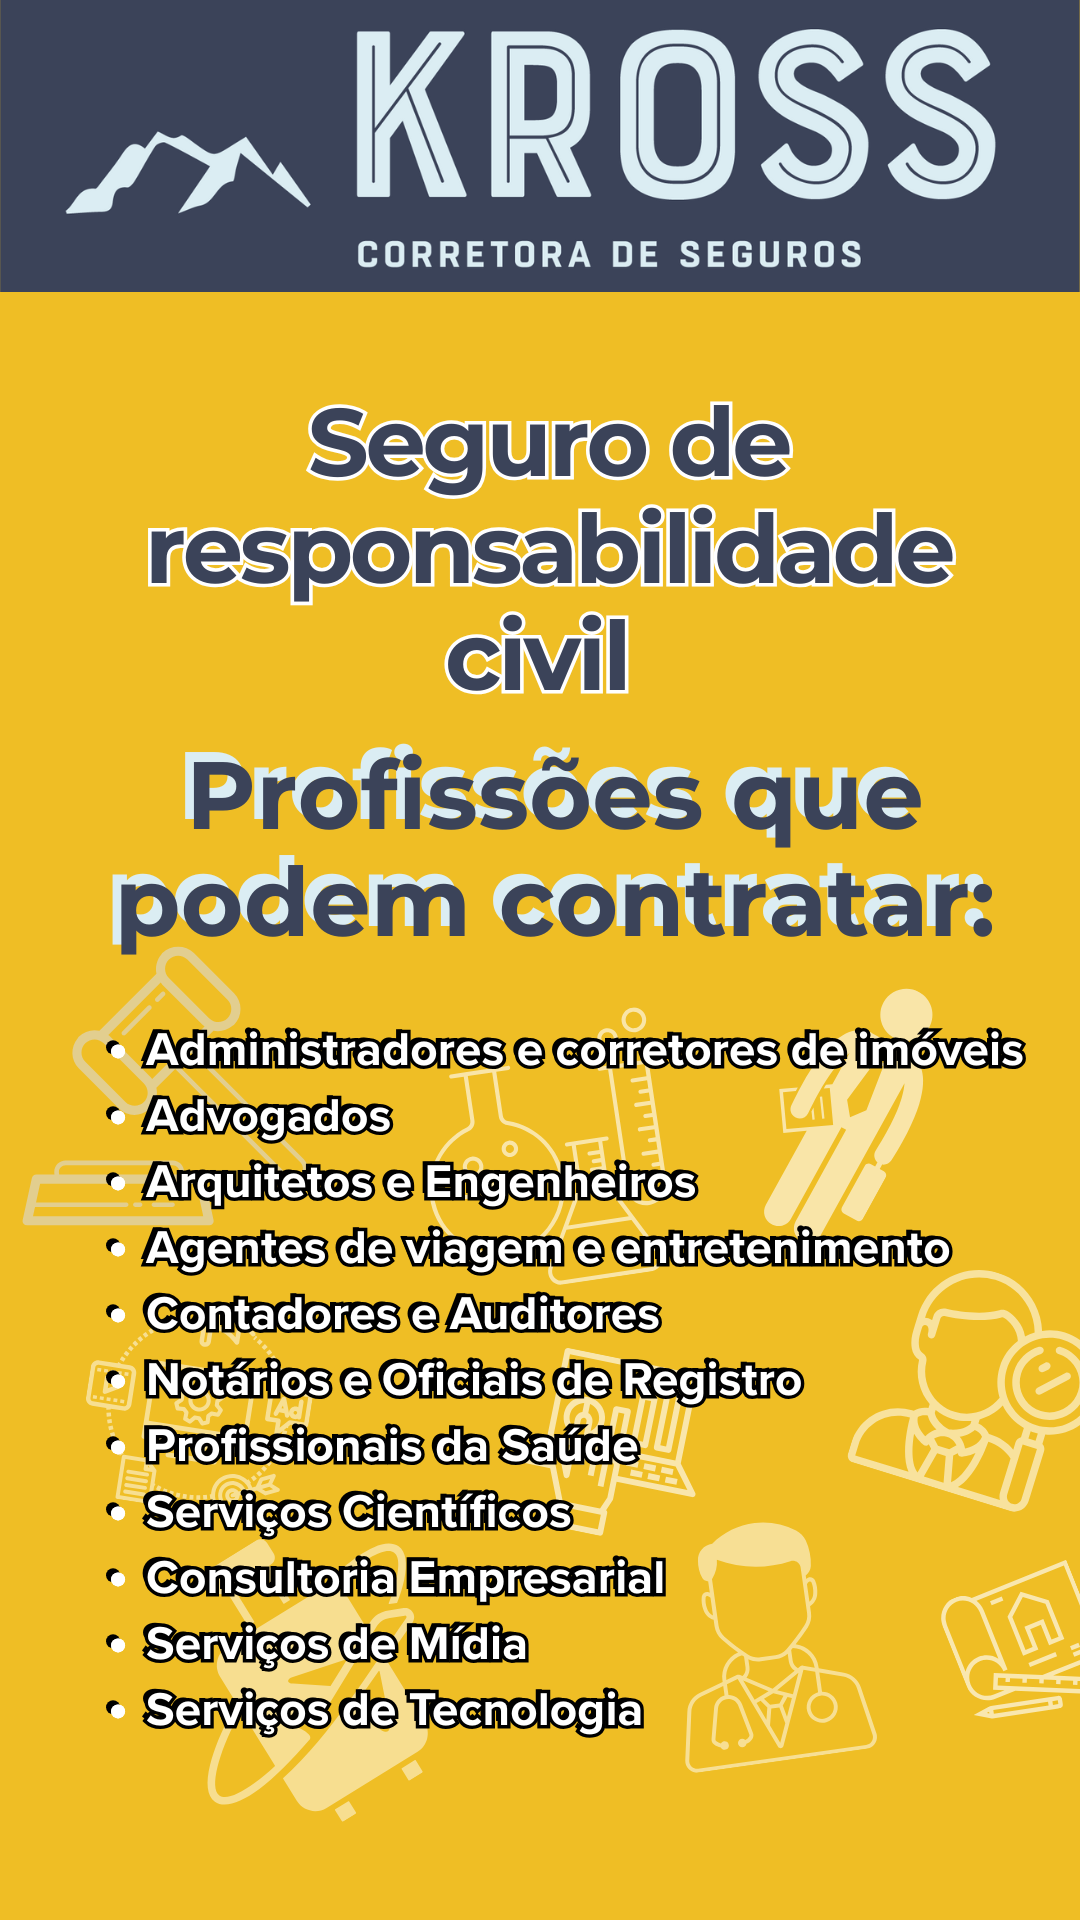 KROSS
CORRETORA DE SEGUROS
Seguro de
responsabilidade
civil
Profissões que
podem contratar:
• Administradores e corretores de imóveis
• Advogados
• Arquitetos e Engenheiros
• Agentes de viagem e entretenimento
• Contadores e Auditores
• Notários e Oficiais de Registro
• Profissionais da Saúde
• Serviços Científicos
• Consultoria Empresarial
• Serviços de Mídia
• Serviços de Tecnologia
Ad